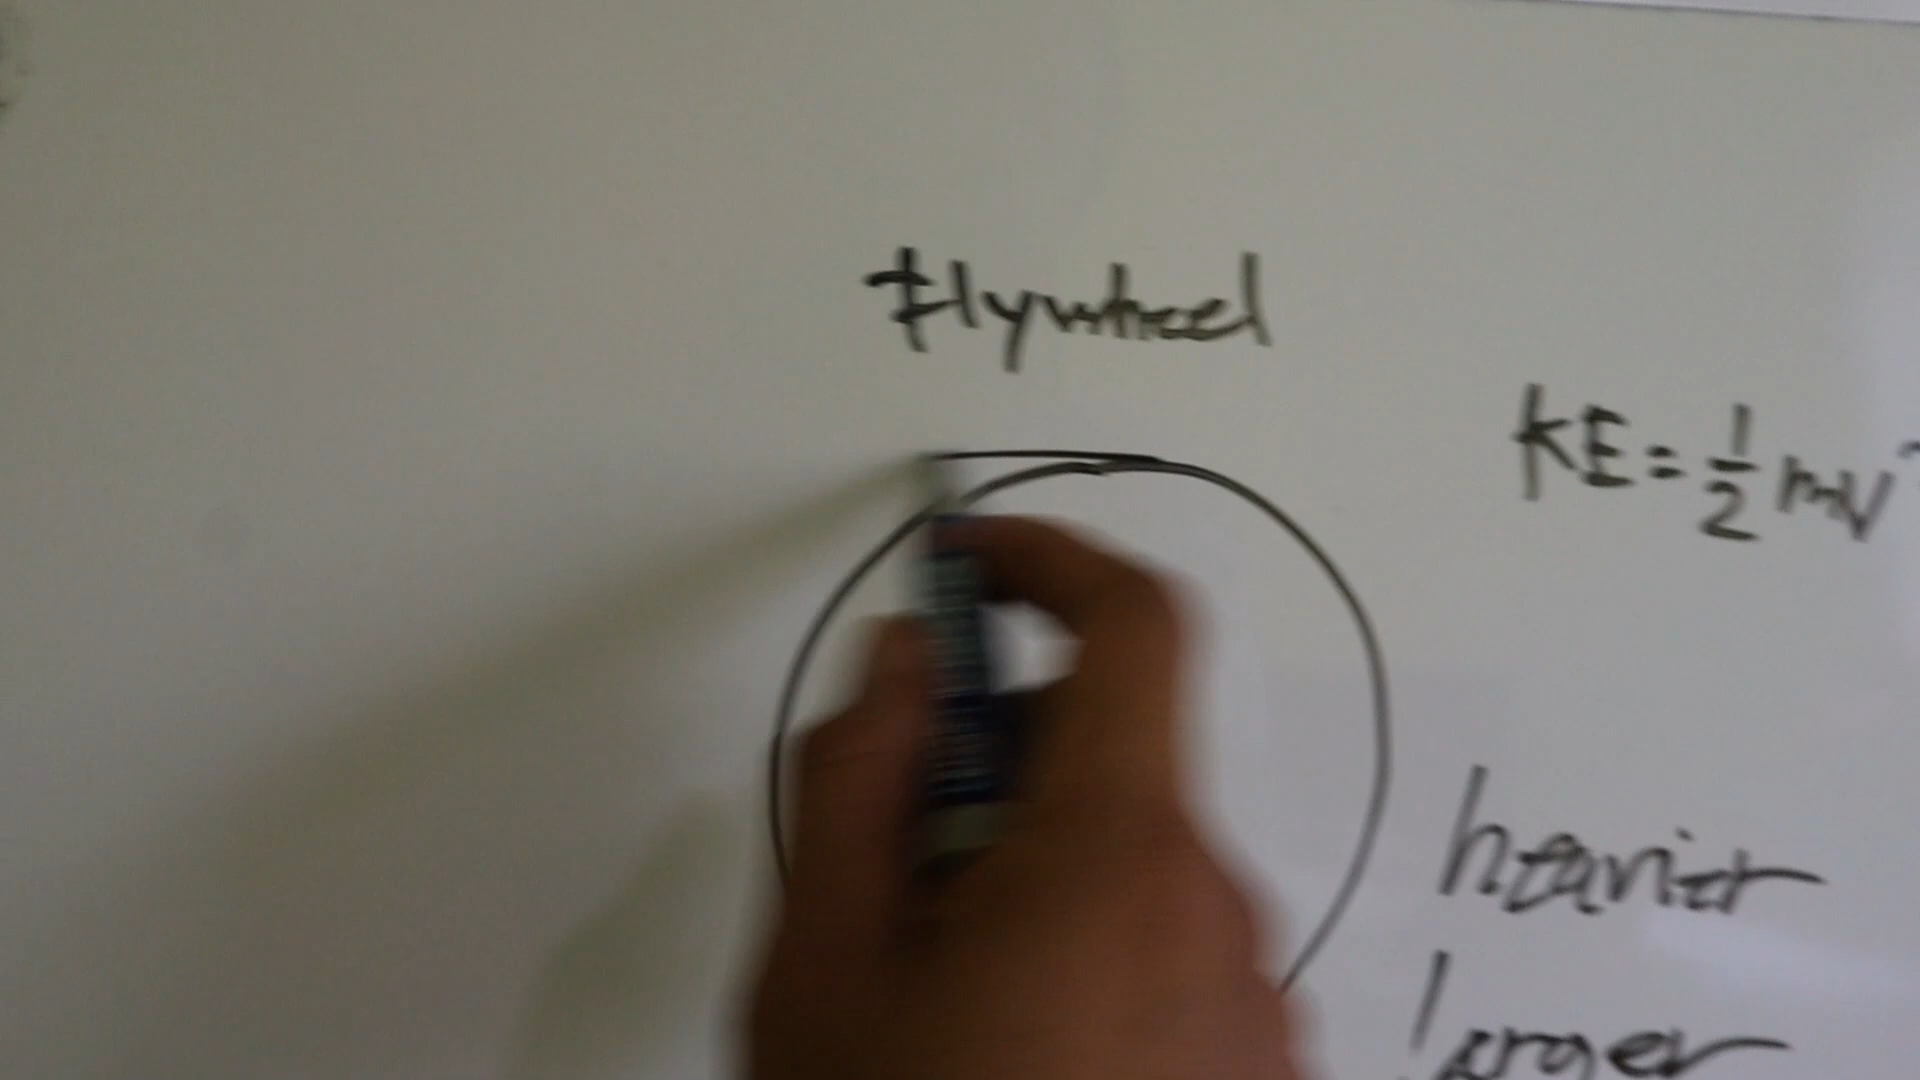 flywheel
KE = 1/2 mV
heavier
larger